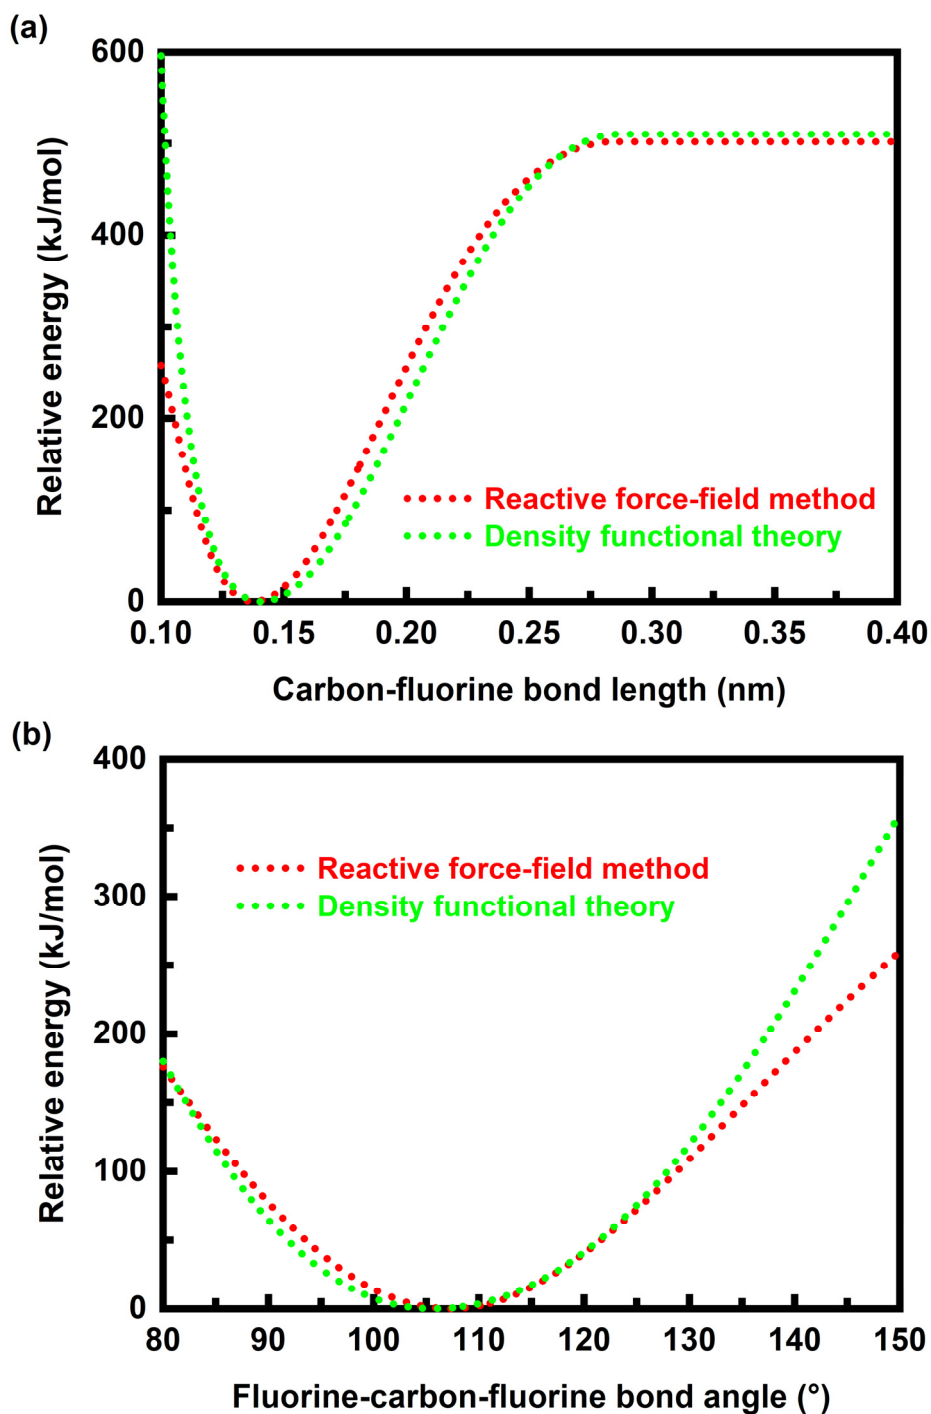 (a)
600
400
200
0
Relative energy (kJ/mol)
Reactive force-field method
Density functional theory
0.10 0.15 0.20 0.25 0.30 0.35 0.40
Carbon-fluorine bond length (nm)
(b)
400
300
200
100
0
Relative energy (kJ/mol)
Reactive force-field method
Density functional theory
80 90 100 110 120 130 140 150
Fluorine-carbon-fluorine bond angle (°)